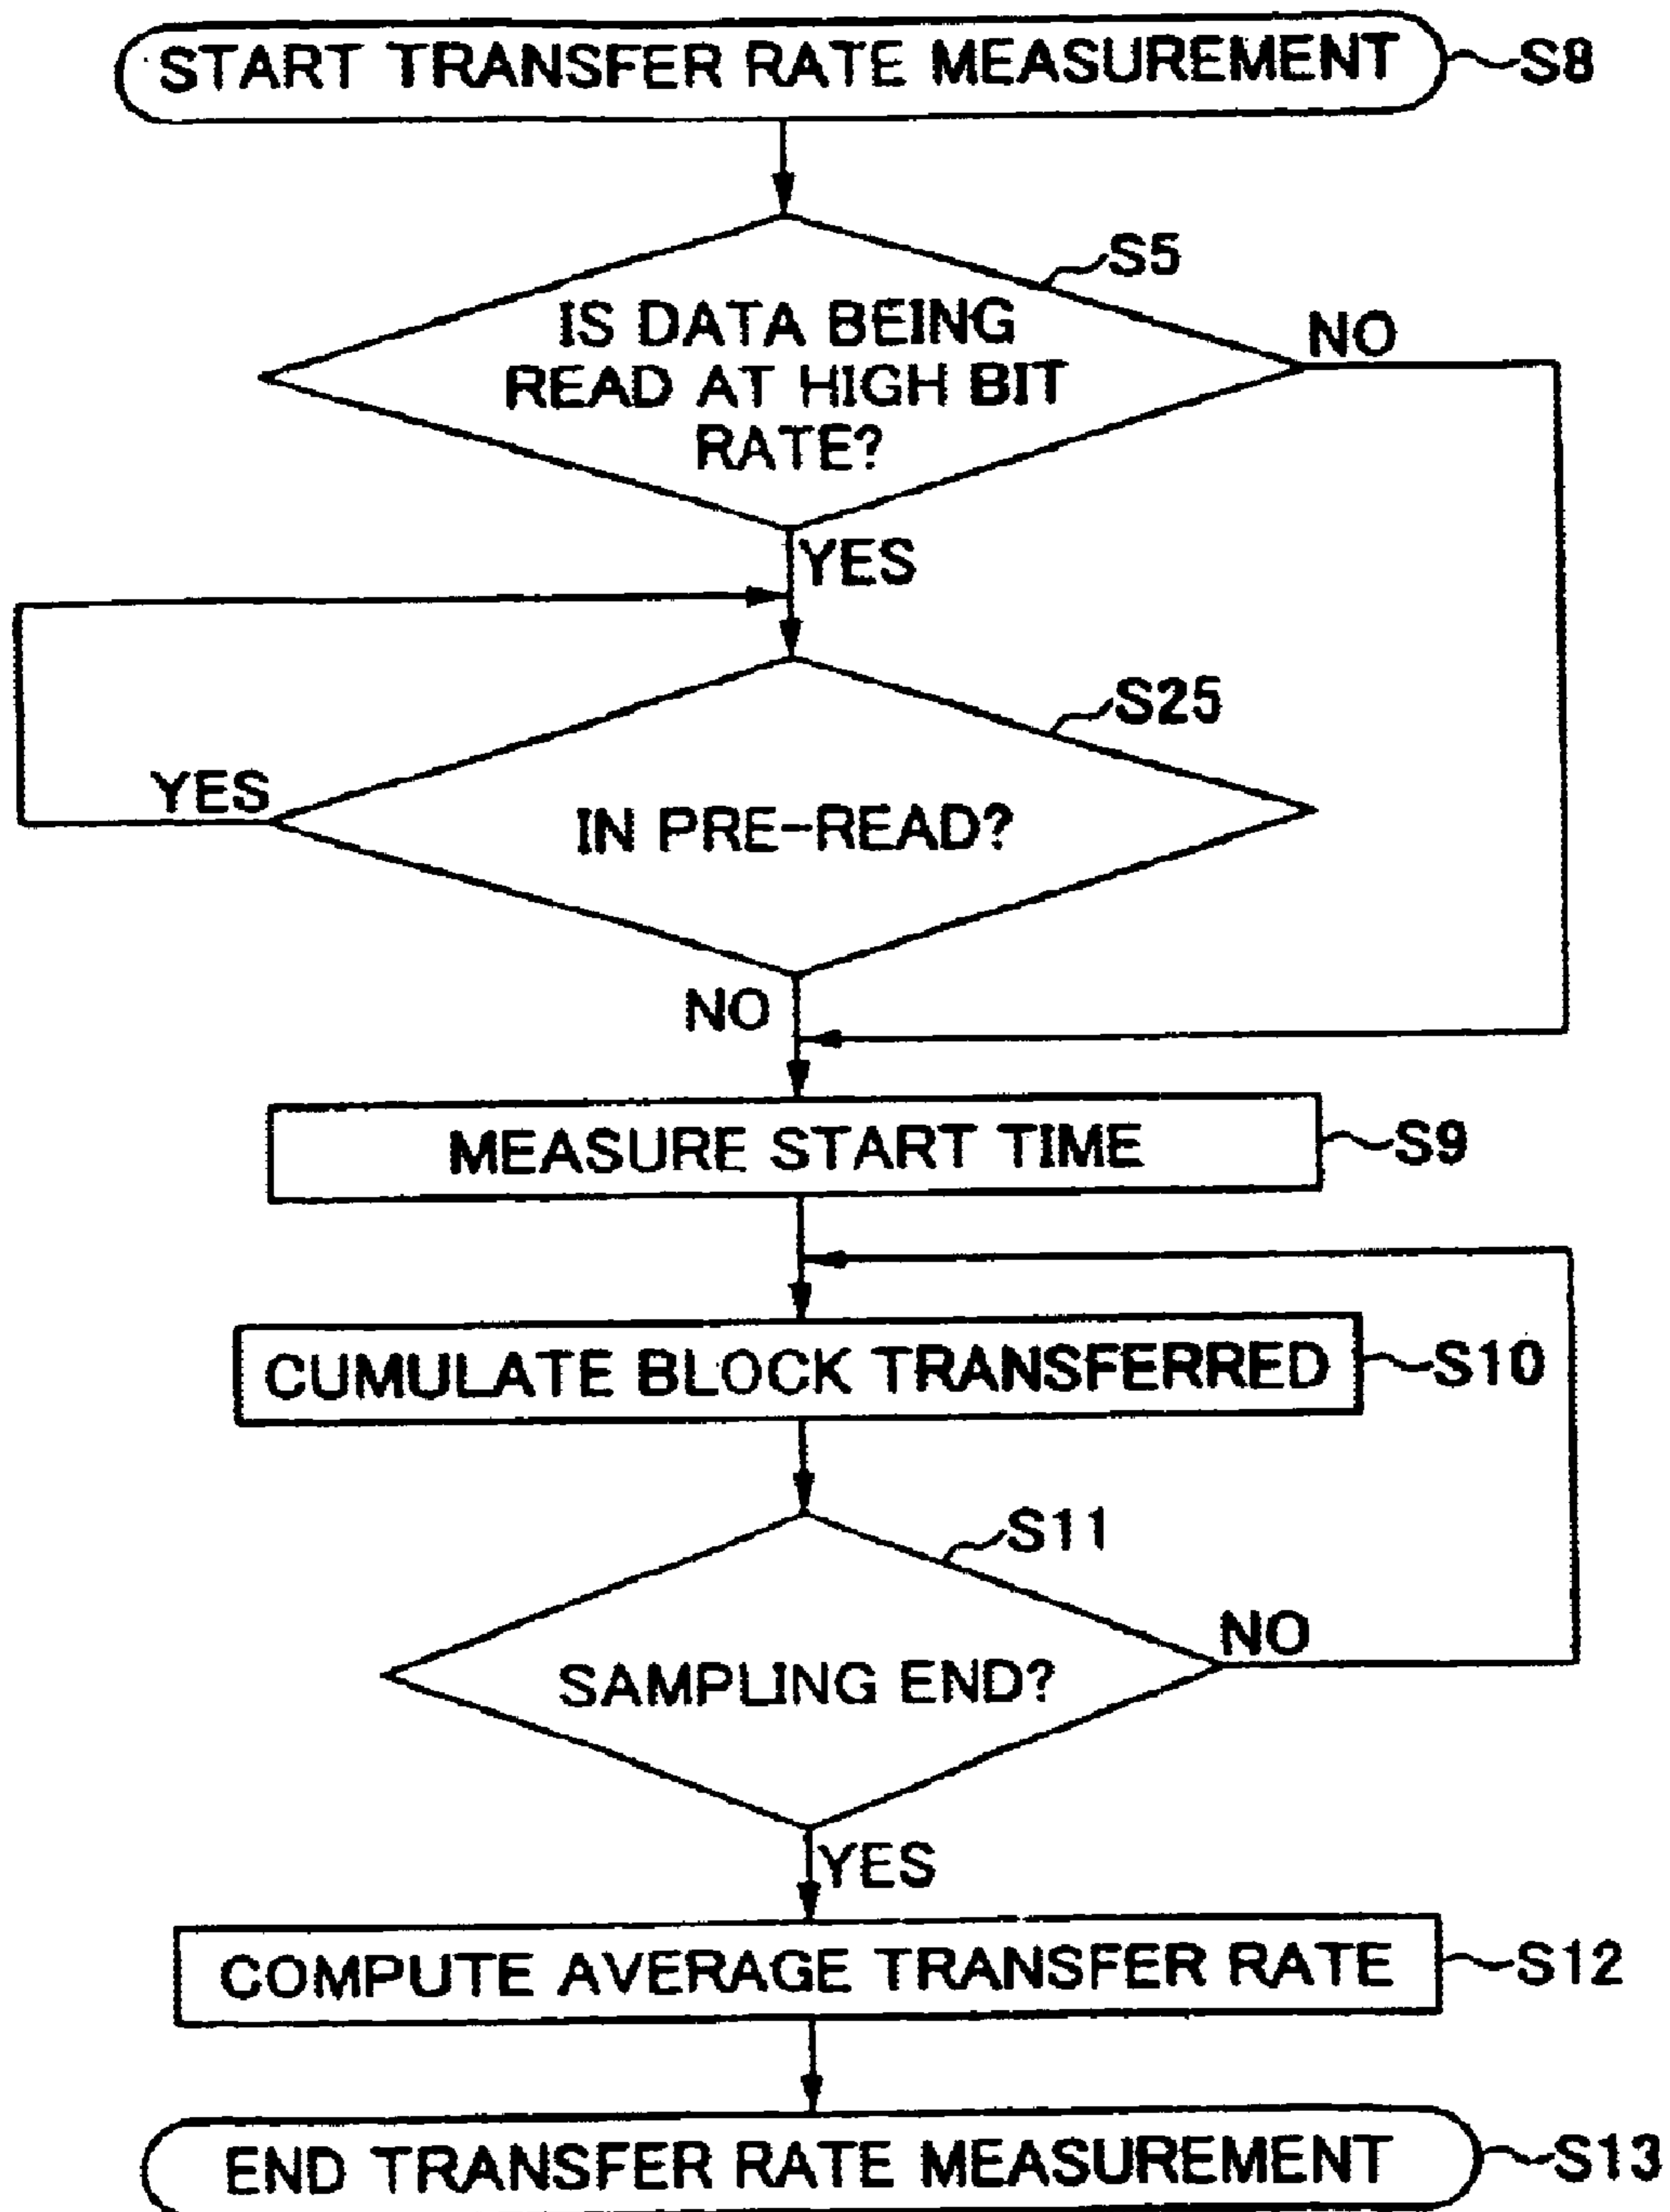 START TRANSFER RATE MEASUREMENT
S8
S5
IS DATA BEING
READ AT HIGH BIT
RATE?
NO
YES
S25
YES
IN PRE-READ?
NO
MEASURE START TIME
S9
CUMULATE BLOCK TRANSFERRED
S10
S11
NO
SAMPLING END?
YES
COMPUTE AVERAGE TRANSFER RATE
S12
END TRANSFER RATE MEASUREMENT
S13